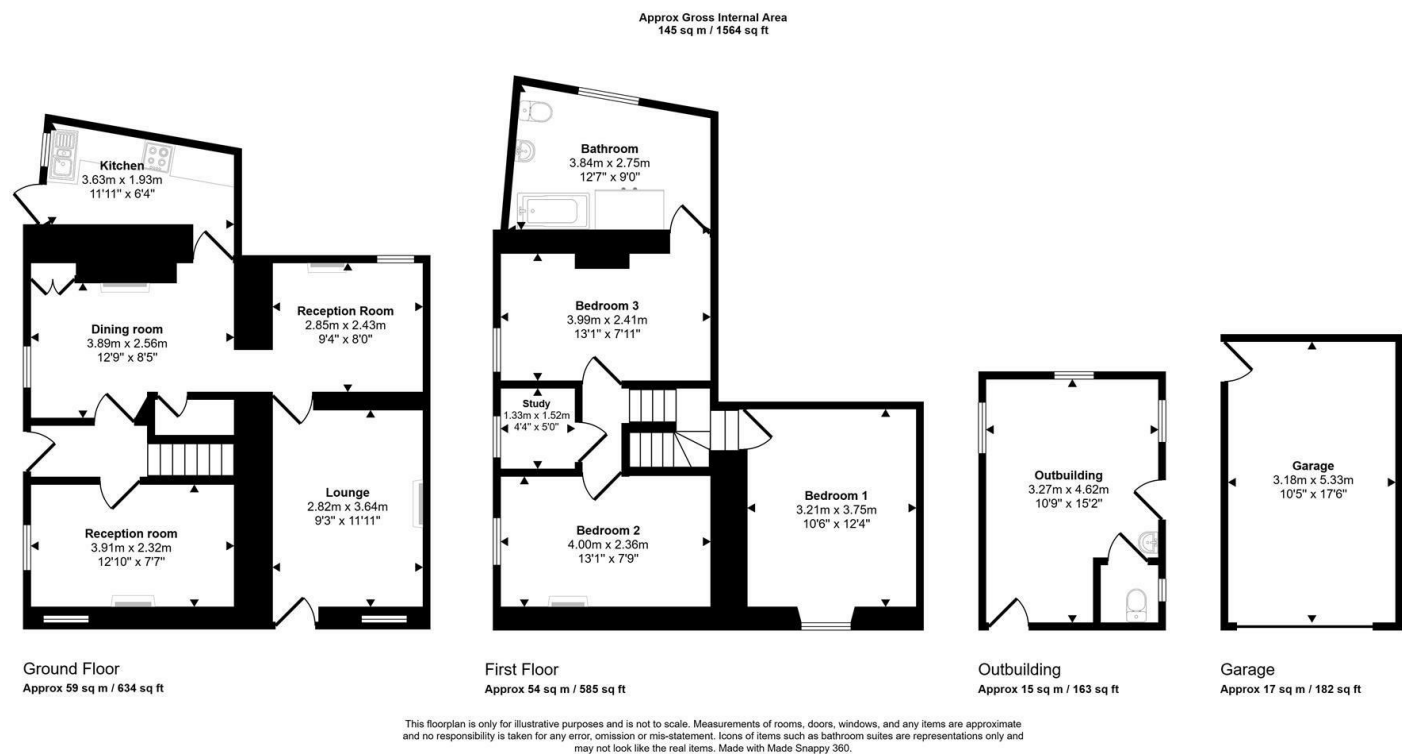 Approx Gross Internal Area
145 sq m / 1564 sq ft
Kitchen
3.63m x 1.93m
11'11" x 6'4"
Dining room
3.89m x 2.56m
12'9" x 8'5"
Reception Room
2.85m x 2.43m
9'4" x 8'0"
Lounge
2.82m x 3.64m
9'3" x 11'11"
Reception room
3.91m x 2.32m
12'10" x 7'7"
Ground Floor
Approx 59 sq m / 634 sq ft
Bathroom
3.84m x 2.75m
12'7" x 9'0"
Bedroom 3
3.99m x 2.41m
13'1" x 7'11"
Study
1.33m x 1.52m
4'4" x 5'0"
Bedroom 2
4.00m x 2.36m
13'1" x 7'9"
Bedroom 1
3.21m x 3.75m
10'6" x 12'4"
First Floor
Approx 54 sq m / 585 sq ft
Outbuilding
3.27m x 4.62m
10'9" x 15'2"
Outbuilding
Approx 15 sq m / 163 sq ft
Garage
3.18m x 5.33m
10'5" x 17'6"
Garage
Approx 17 sq m / 182 sq ft
This floorplan is only for illustrative purposes and is not to scale. Measurements of rooms, doors, windows, and any items are approximate
and no responsibility is taken for any error, omission or mis-statement. Icons of items such as bathroom suites are representations only and
may not look like the real items. Made with Made Snappy 360.